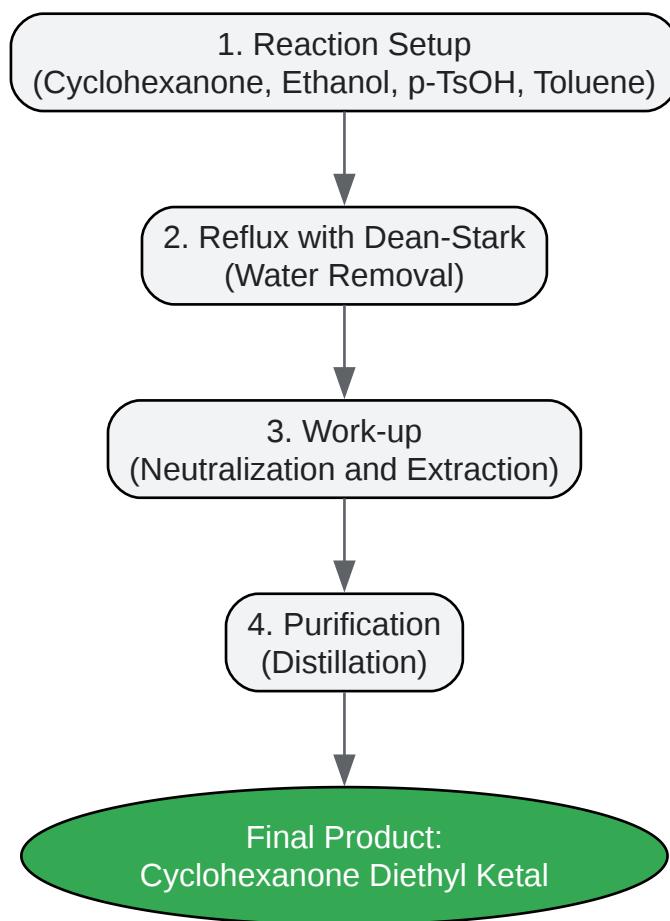 1. Reaction Setup
(Cyclohexanone, Ethanol, p-TsOH, Toluene)
2. Reflux with Dean-Stark
(Water Removal)
3. Work-up
(Neutralization and Extraction)
4. Purification
(Distillation)
Final Product:
Cyclohexanone Diethyl Ketal